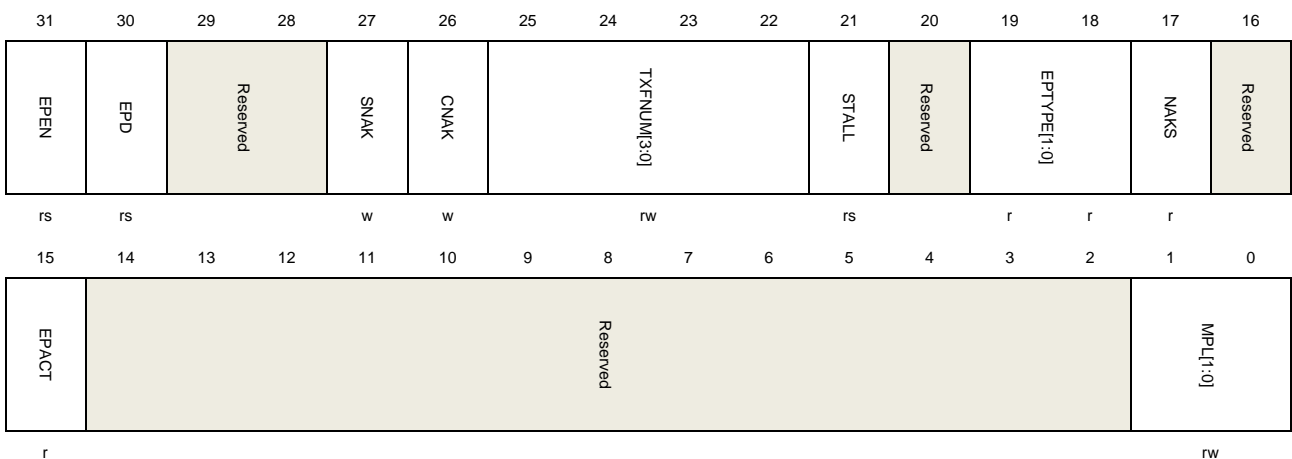 31 30 29 28 27 26 25 24 23 22 21 20 19 18 17 16
EPEN EPD Reserved SNAK CNAK TXFNUM[3:0] STALL Reserved EPTYPE[1:0] NAKS Reserved
rs rs w w rw rs r r r
15 14 13 12 11 10 9 8 7 6 5 4 3 2 1 0
EPACT Reserved MPL[1:0]
r rw